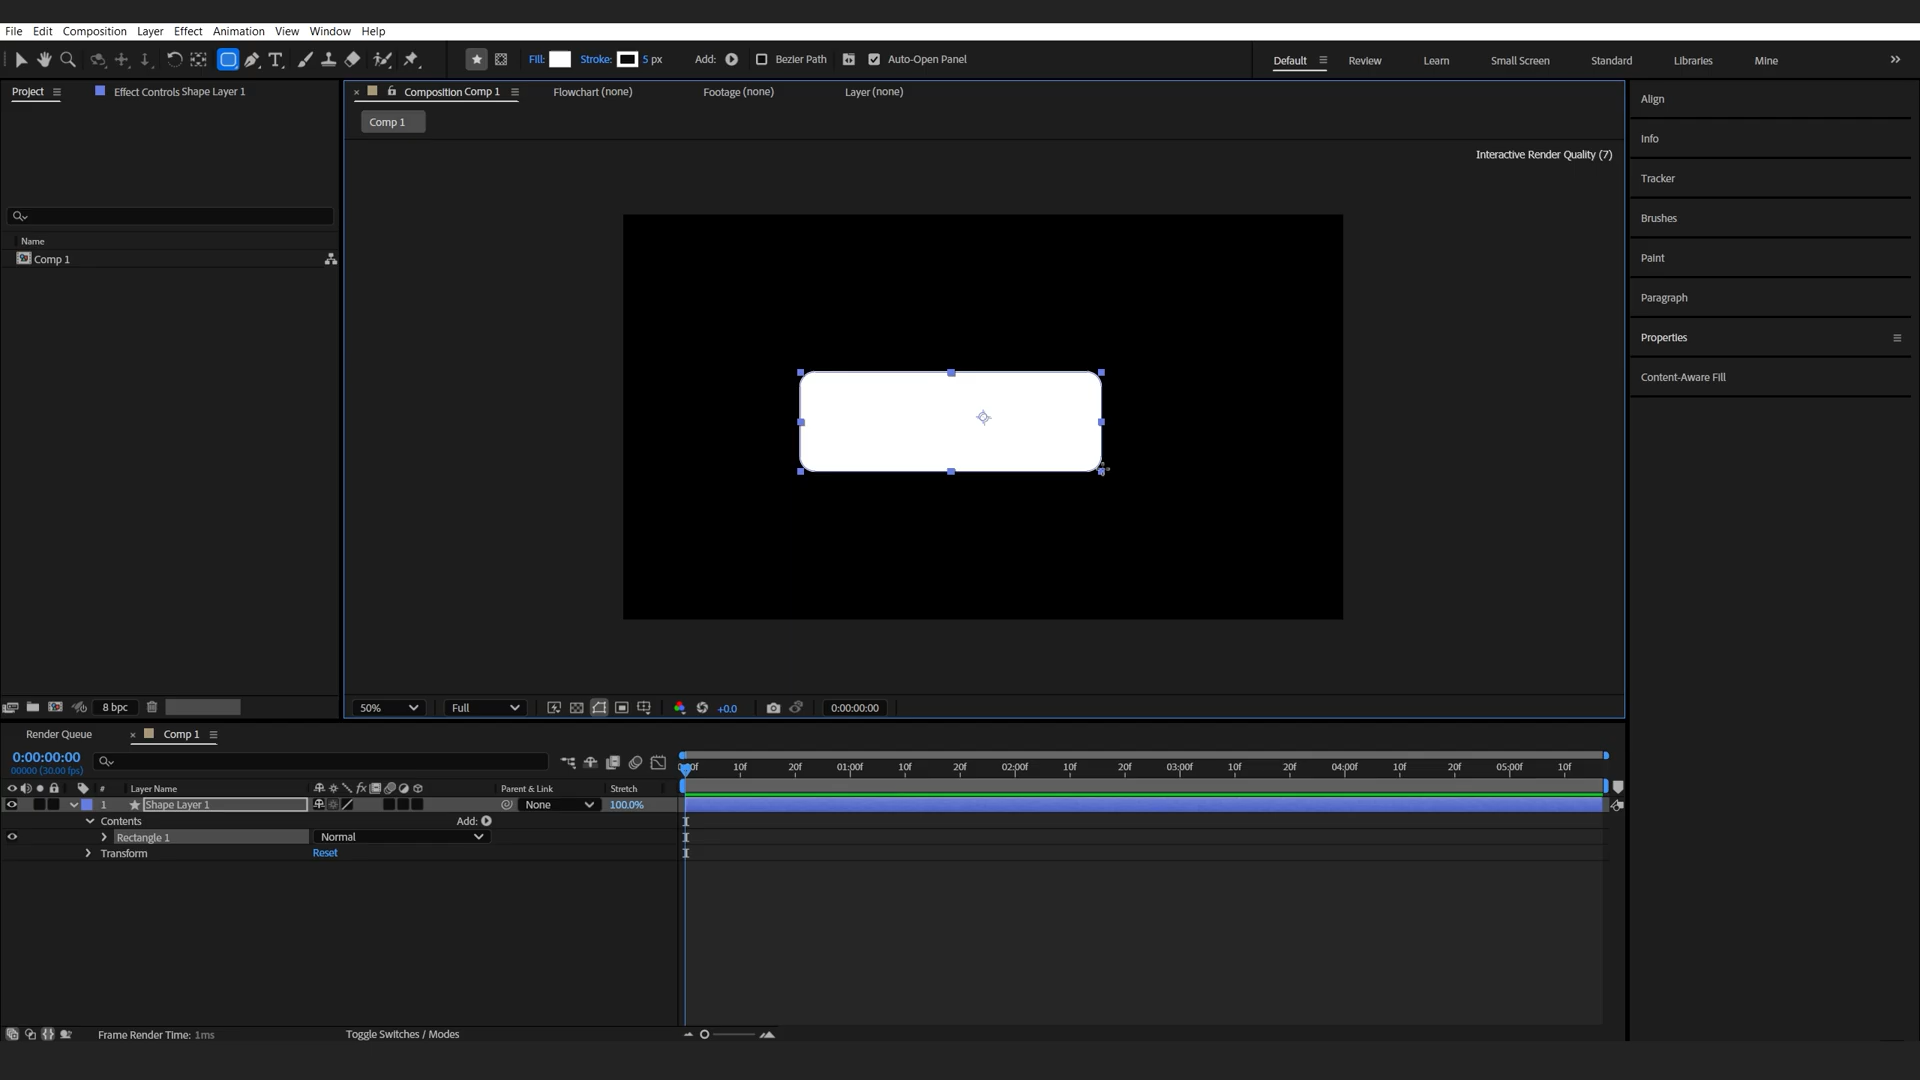 File Edit Composition Layer Effect Animation View Window Help
Fill: Stroke: 5 px Add: Bezier Path Auto-Open Panel Default Review Learn Small Screen Standard Libraries Mine
Project Effect Controls Shape Layer 1 Composition Comp 1 Flowchart (none) Footage (none) Layer (none)
Comp 1
Interactive Render Quality (7)
Name
Comp 1
Align
Info
Tracker
Brushes
Paint
Paragraph
Properties
Content-Aware Fill
8 bpc 50% Full +0.0 0:00:00:00
Render Queue Comp 1
0:00:00:00
00000 (30.00 fps)
10f 20f 01:00f 10f 20f 02:00f 10f 20f 03:00f 10f 20f 04:00f 10f 20f 05:00f 10f
# Layer Name fx Parent & Link Stretch
1 Shape Layer 1 None 100.0%
Contents Add:
Rectangle 1 Normal
Transform Reset
Frame Render Time: 1ms Toggle Switches / Modes